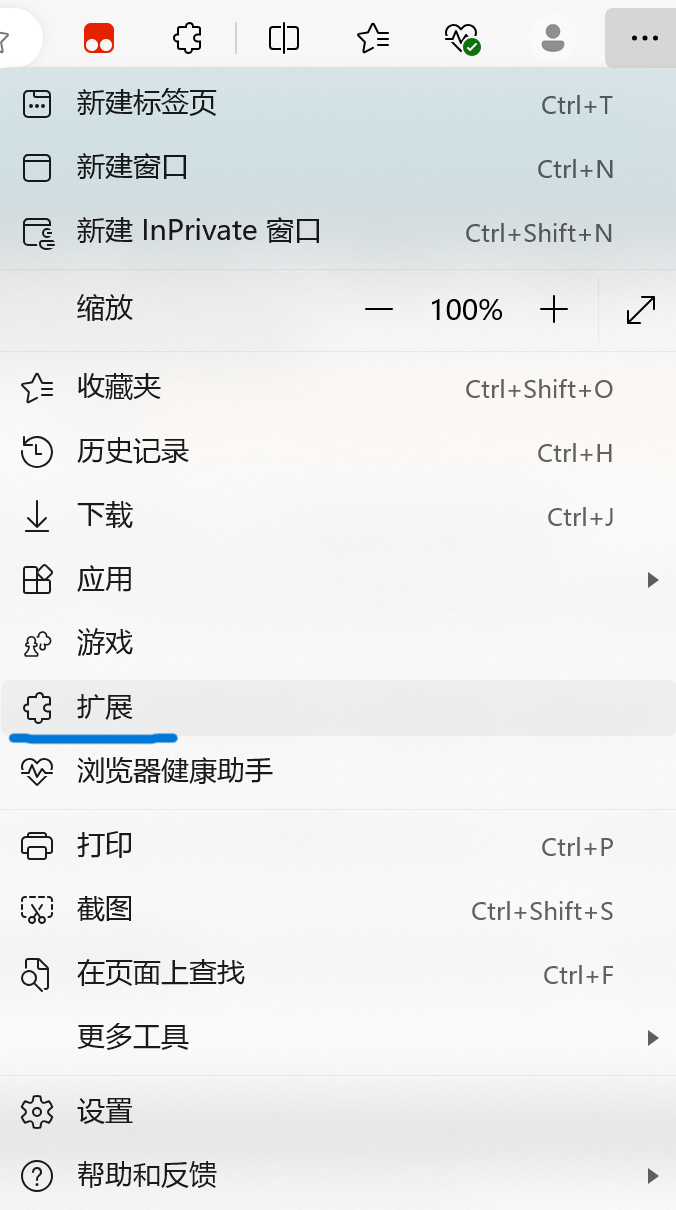 新建标签页 Ctrl+T
新建窗口 Ctrl+N
新建 InPrivate 窗口 Ctrl+Shift+N
缩放 100%
收藏夹 Ctrl+Shift+O
历史记录 Ctrl+H
下载 Ctrl+J
应用
游戏
扩展
浏览器健康助手
打印 Ctrl+P
截图 Ctrl+Shift+S
在页面上查找 Ctrl+F
更多工具
设置
帮助和反馈